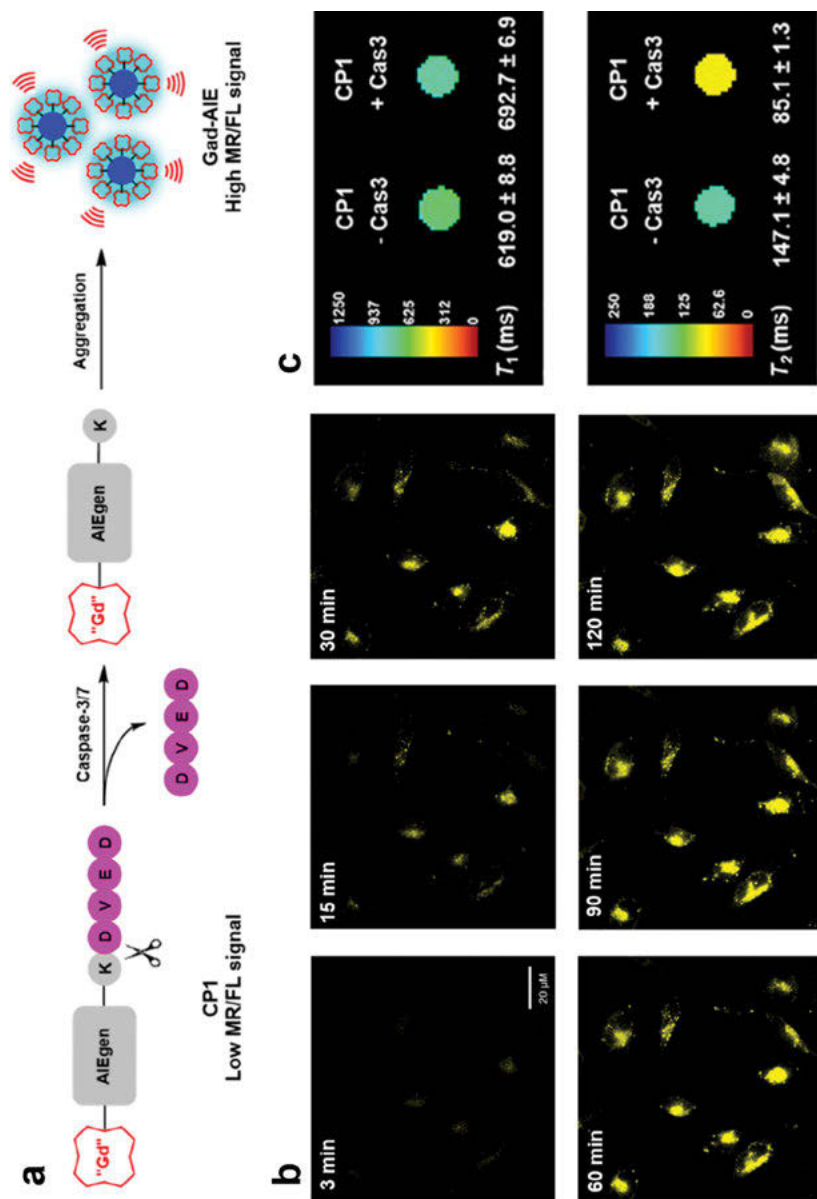 a
"Gd"
AIEgen
K
D
V
E
D
CP1
Low MR/FL signal
Caspase-3/7
D
V
E
D
"Gd"
AIEgen
K
Aggregation
Gad-AIE
High MR/FL signal
b
3 min
20 µM
15 min
30 min
60 min
90 min
120 min
c
1250
937
625
312
0
T1 (ms)
CP1
- Cas3
619.0 ± 8.8
CP1
+ Cas3
692.7 ± 6.9
250
188
125
62.6
0
T2 (ms)
CP1
- Cas3
147.1 ± 4.8
CP1
+ Cas3
85.1 ± 1.3